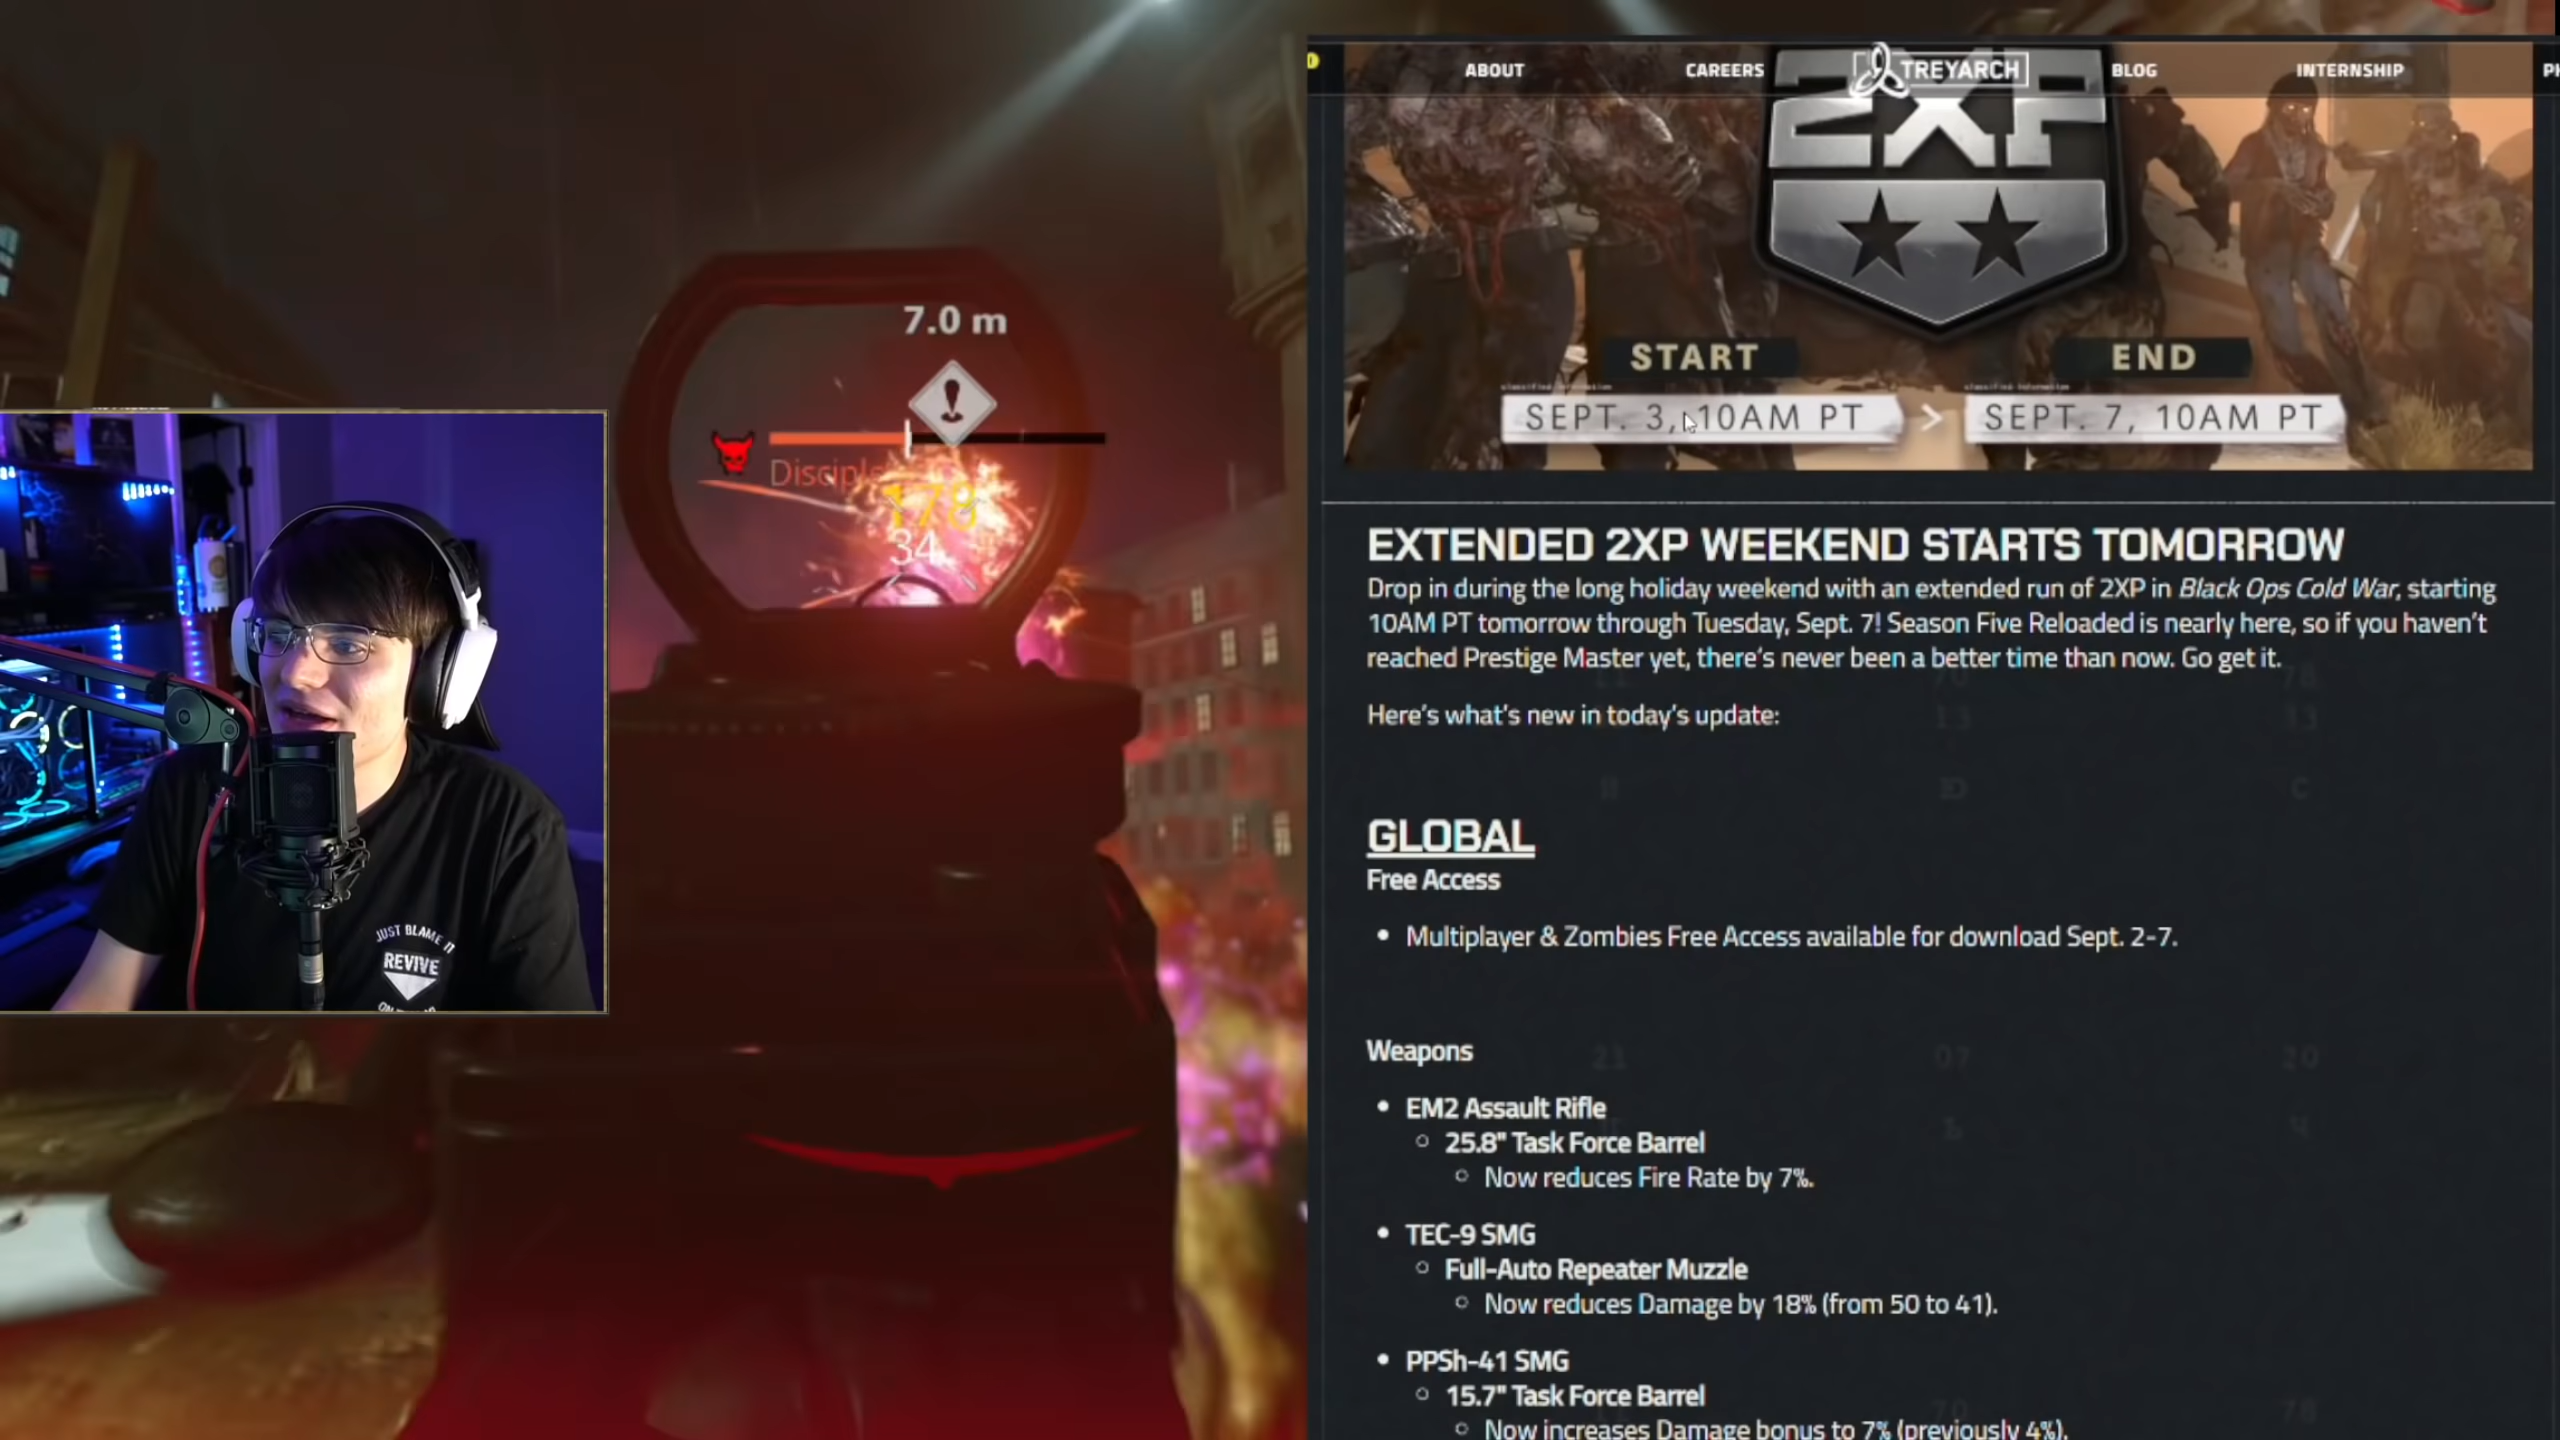 ABOUT
CAREERS
TREYARCH
BLOG
INTERNSHIP
2XP
START
END
SEPT. 3, 10AM PT
SEPT. 7, 10AM PT
7.0 m
178
34
JUST BLAME IT
REVIVE
EXTENDED 2XP WEEKEND STARTS TOMORROW
Drop in during the long holiday weekend with an extended run of 2XP in Black Ops Cold War, starting
10AM PT tomorrow through Tuesday, Sept. 7! Season Five Reloaded is nearly here, so if you haven't
reached Prestige Master yet, there's never been a better time than now. Go get it.
Here's what's new in today's update:
GLOBAL
Free Access
• Multiplayer & Zombies Free Access available for download Sept. 2-7.
Weapons
• EM2 Assault Rifle
○ 25.8" Task Force Barrel
○ Now reduces Fire Rate by 7%.
• TEC-9 SMG
○ Full-Auto Repeater Muzzle
○ Now reduces Damage by 18% (from 50 to 41).
• PPSh-41 SMG
○ 15.7" Task Force Barrel
○ Now increases Damage bonus to 7% (previously 4%).